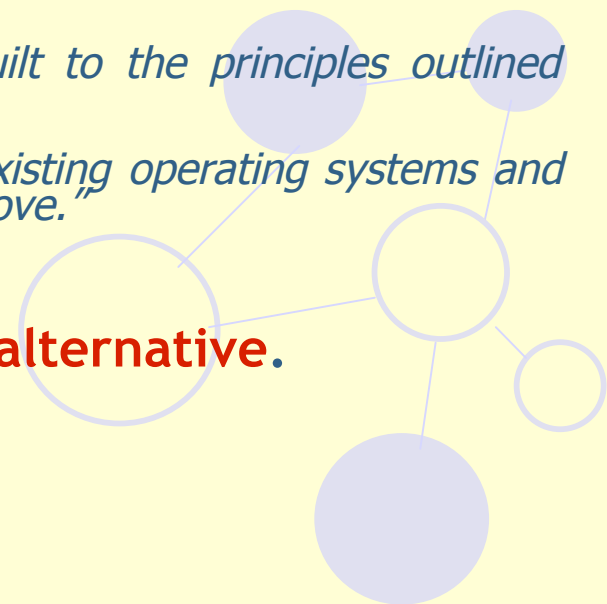 uilt to the principles outlined
xisting operating systems and
ove.”
alternative.